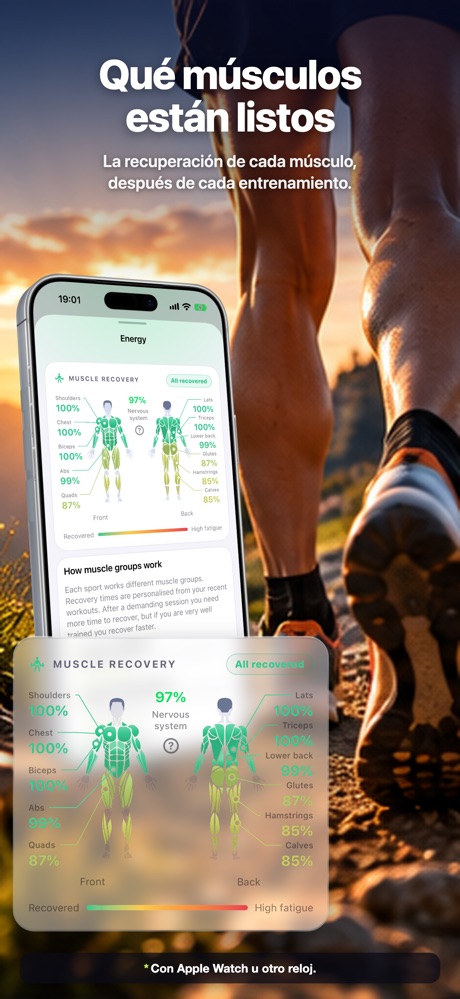 Qué músculos
están listos
La recuperación de cada músculo,
después de cada entrenamiento.
19:01
Energy
MUSCLE RECOVERY
All recovered
Shoulders
100%
Chest
100%
Biceps
100%
Abs
99%
Quads
87%
97%
Nervous
system
?
Lats
100%
Triceps
100%
Lower back
99%
Glutes
87%
Hamstrings
85%
Calves
85%
Front
Back
Recovered
High fatigue
How muscle groups work
Each sport works different muscle groups.
Recovery times are personalised from your recent
workouts. After a demanding session you need
more time to recover, but if you are very well
trained you recover faster.
MUSCLE RECOVERY
All recovered
Shoulders
100%
Chest
100%
Biceps
100%
Abs
99%
Quads
87%
97%
Nervous
system
?
Lats
100%
Triceps
100%
Lower back
99%
Glutes
87%
Hamstrings
85%
Calves
85%
Front
Back
Recovered
High fatigue
* Con Apple Watch u otro reloj.